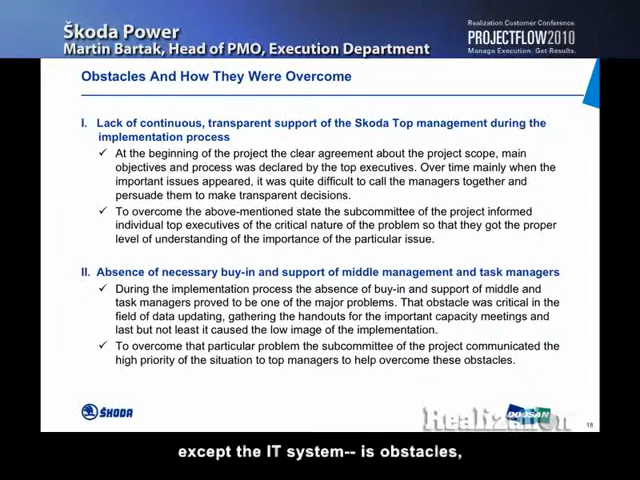 Škoda Power
Martin Bartak, Head of PMO, Execution Department
Realization Customer Conference
PROJECTFLOW2010
Manage Execution. Get Results.
Obstacles And How They Were Overcome
I. Lack of continuous, transparent support of the Skoda Top management during the
implementation process
✓ At the beginning of the project the clear agreement about the project scope, main
objectives and process was declared by the top executives. Over time mainly when the
important issues appeared, it was quite difficult to call the managers together and
persuade them to make transparent decisions.
✓ To overcome the above-mentioned state the subcommittee of the project informed
individual top executives of the critical nature of the problem so that they got the proper
level of understanding of the importance of the particular issue.
II. Absence of necessary buy-in and support of middle management and task managers
✓ During the implementation process the absence of buy-in and support of middle and
task managers proved to be one of the major problems. That obstacle was critical in the
field of data updating, gathering the handouts for the important capacity meetings and
last but not least it caused the low image of the implementation.
✓ To overcome that particular problem the subcommittee of the project communicated the
high priority of the situation to top managers to help overcome these obstacles.
ŠKODA
DOOSAN
Realization
18
except the IT system-- is obstacles,